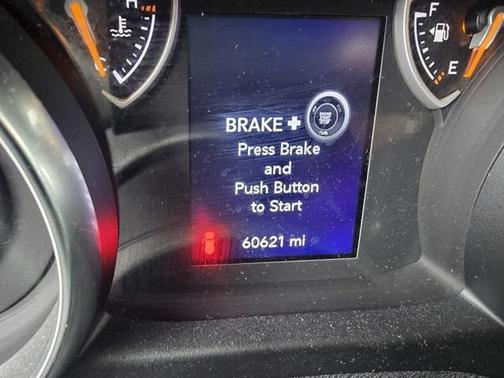 H
F
BRAKE +
Press Brake
and
Push Button
to Start
E
60621 mi